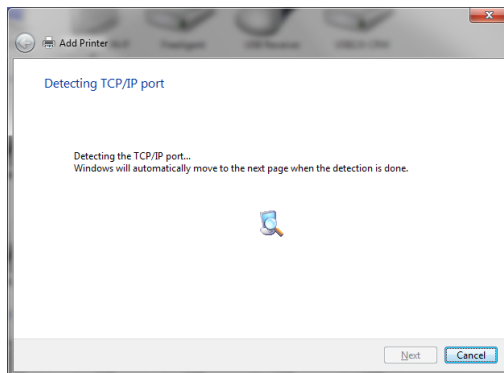 Add Printer
Detecting TCP/IP port
Detecting the TCP/IP port...
Windows will automatically move to the next page when the detection is done.
Next
Cancel